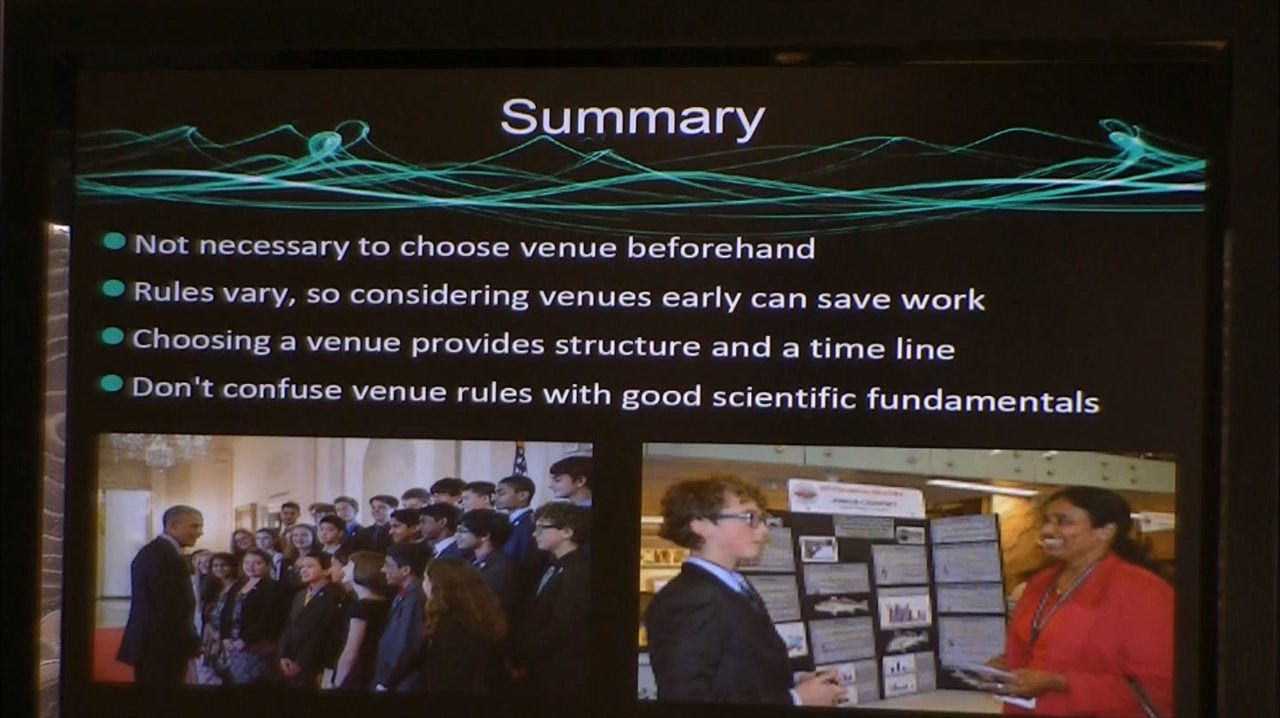 Summary
Not necessary to choose venue beforehand
Rules vary, so considering venues early can save work
Choosing a venue provides structure and a time line
Don't confuse venue rules with good scientific fundamentals